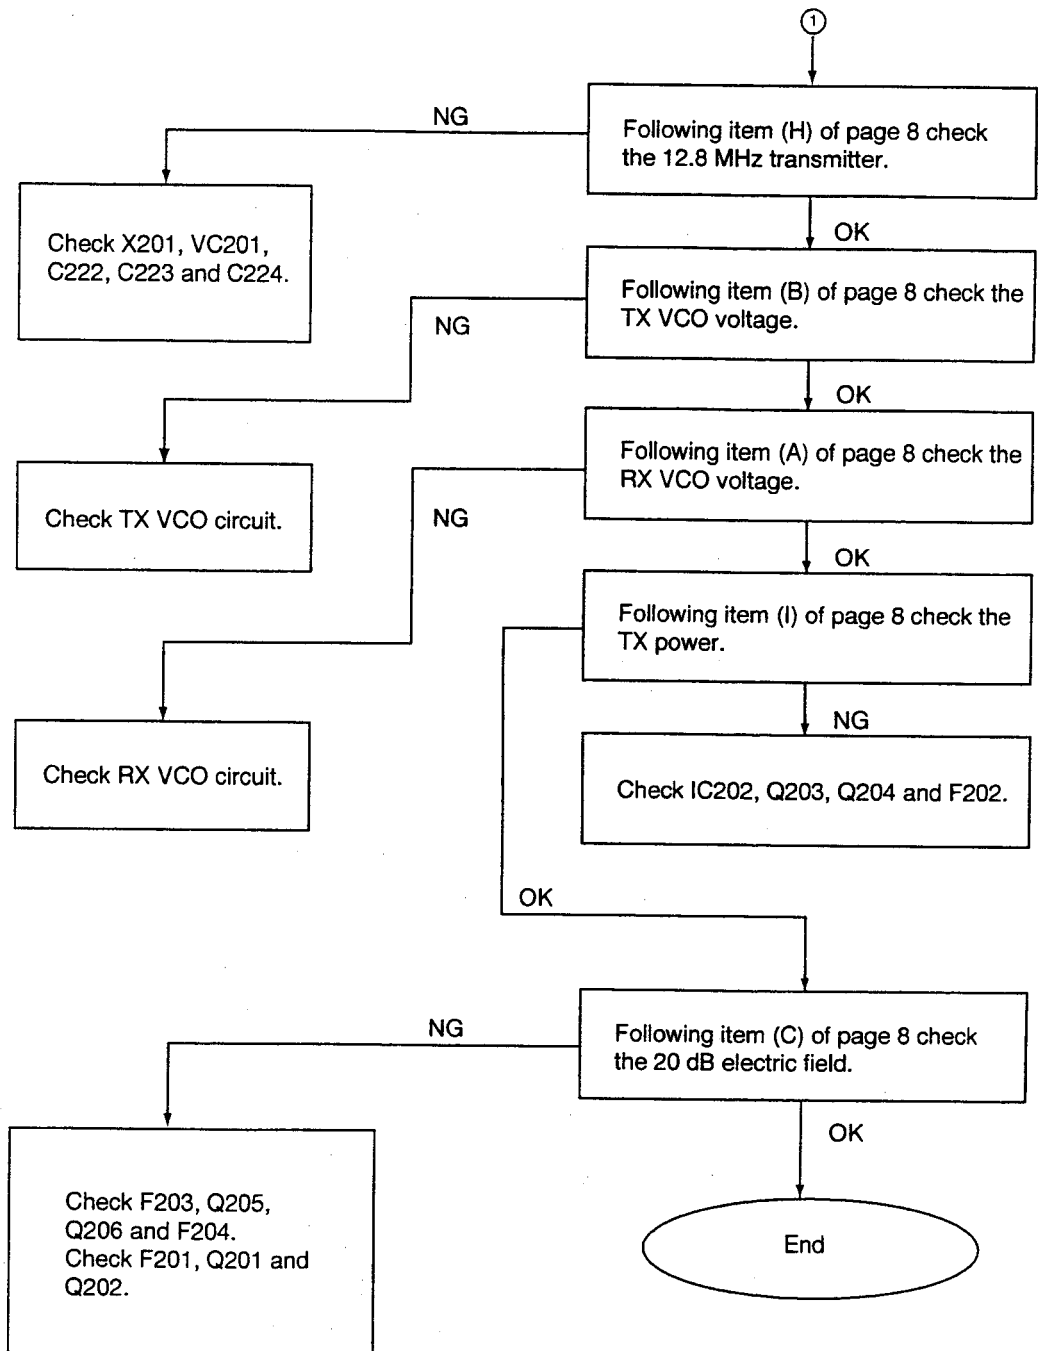 1
NG
Following item (H) of page 8 check
the 12.8 MHz transmitter.
Check X201, VC201,
C222, C223 and C224.
OK
Following item (B) of page 8 check the
TX VCO voltage.
NG
OK
Following item (A) of page 8 check the
RX VCO voltage.
Check TX VCO circuit.
NG
OK
Following item (I) of page 8 check the
TX power.
NG
Check RX VCO circuit.
Check IC202, Q203, Q204 and F202.
OK
NG
Following item (C) of page 8 check
the 20 dB electric field.
OK
Check F203, Q205,
Q206 and F204.
Check F201, Q201 and
Q202.
End